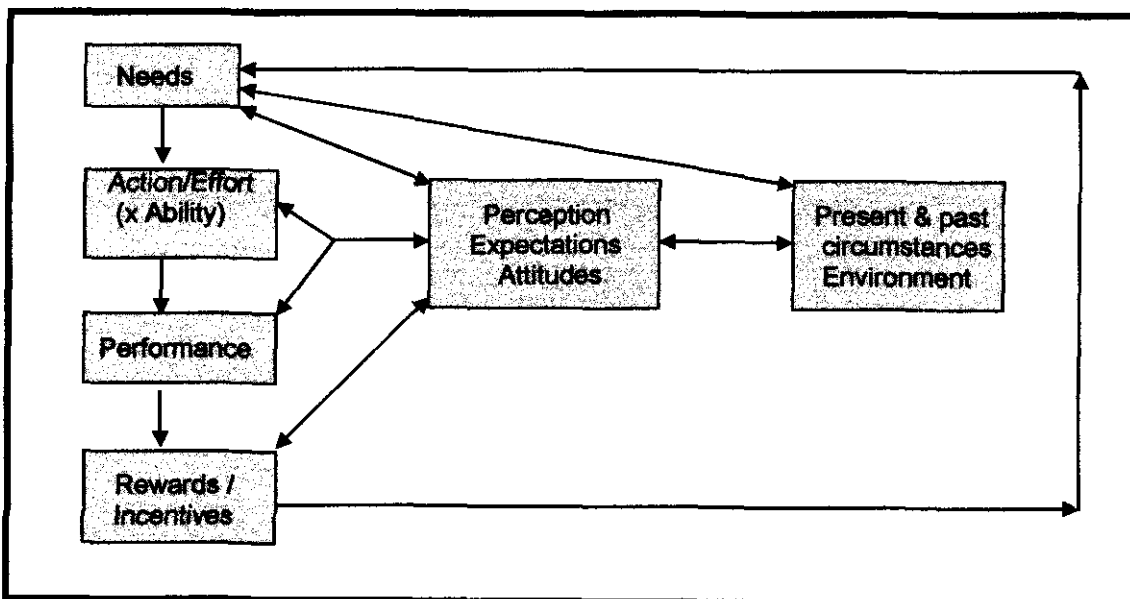 Needs
Action/Effort
(x Ability)
Performance
Rewards /
Incentives
Perception
Expectations
Attitudes
Present & past
circumstances
Environment